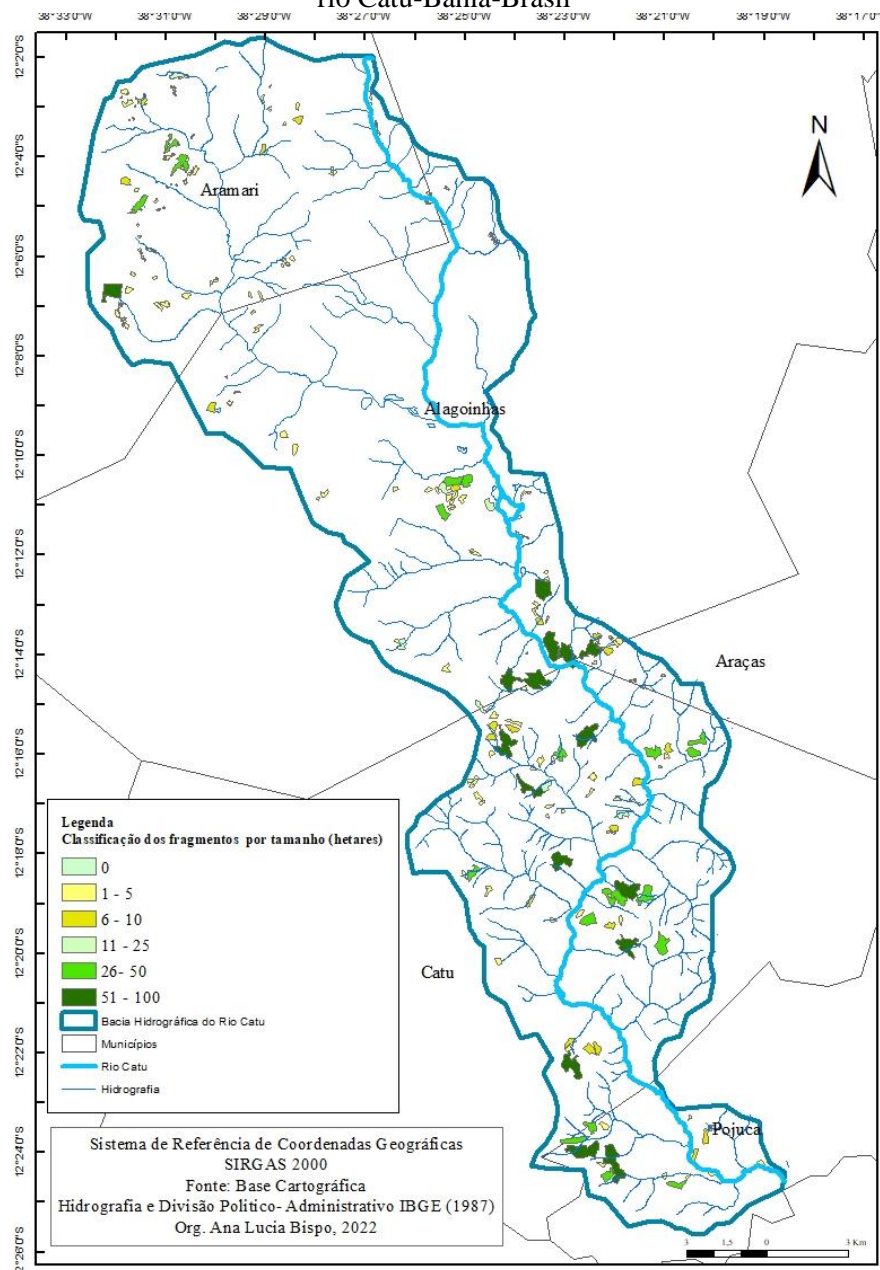 rio Catu-Bahia-Brasil
38°33'0"O 38°31'0"O 38°29'0"O 38°27'0"O 38°25'0"O 38°23'0"O 38°21'0"O 38°19'0"O 38°17'0"O
12°2'0"S
N
12°4'0"S
Aramari
12°6'0"S
12°8'0"S
Alagoinhas
12°10'0"S
12°12'0"S
12°14'0"S
Araças
12°16'0"S
12°18'0"S
12°20'0"S
Catu
12°22'0"S
Pojuca
12°24'0"S
12°26'0"S
Legenda
Classificação dos fragmentos por tamanho (hetares)
0
1 - 5
6 - 10
11 - 25
26- 50
51 - 100
Bacia Hidrográfica do Rio Catu
Municípios
Rio Catu
Hidrografia
Sistema de Referência de Coordenadas Geográficas
SIRGAS 2000
Fonte: Base Cartográfica
Hidrografia e Divisão Politico- Administrativo IBGE (1987)
Org. Ana Lucia Bispo, 2022
3 1,5 0 3 Km